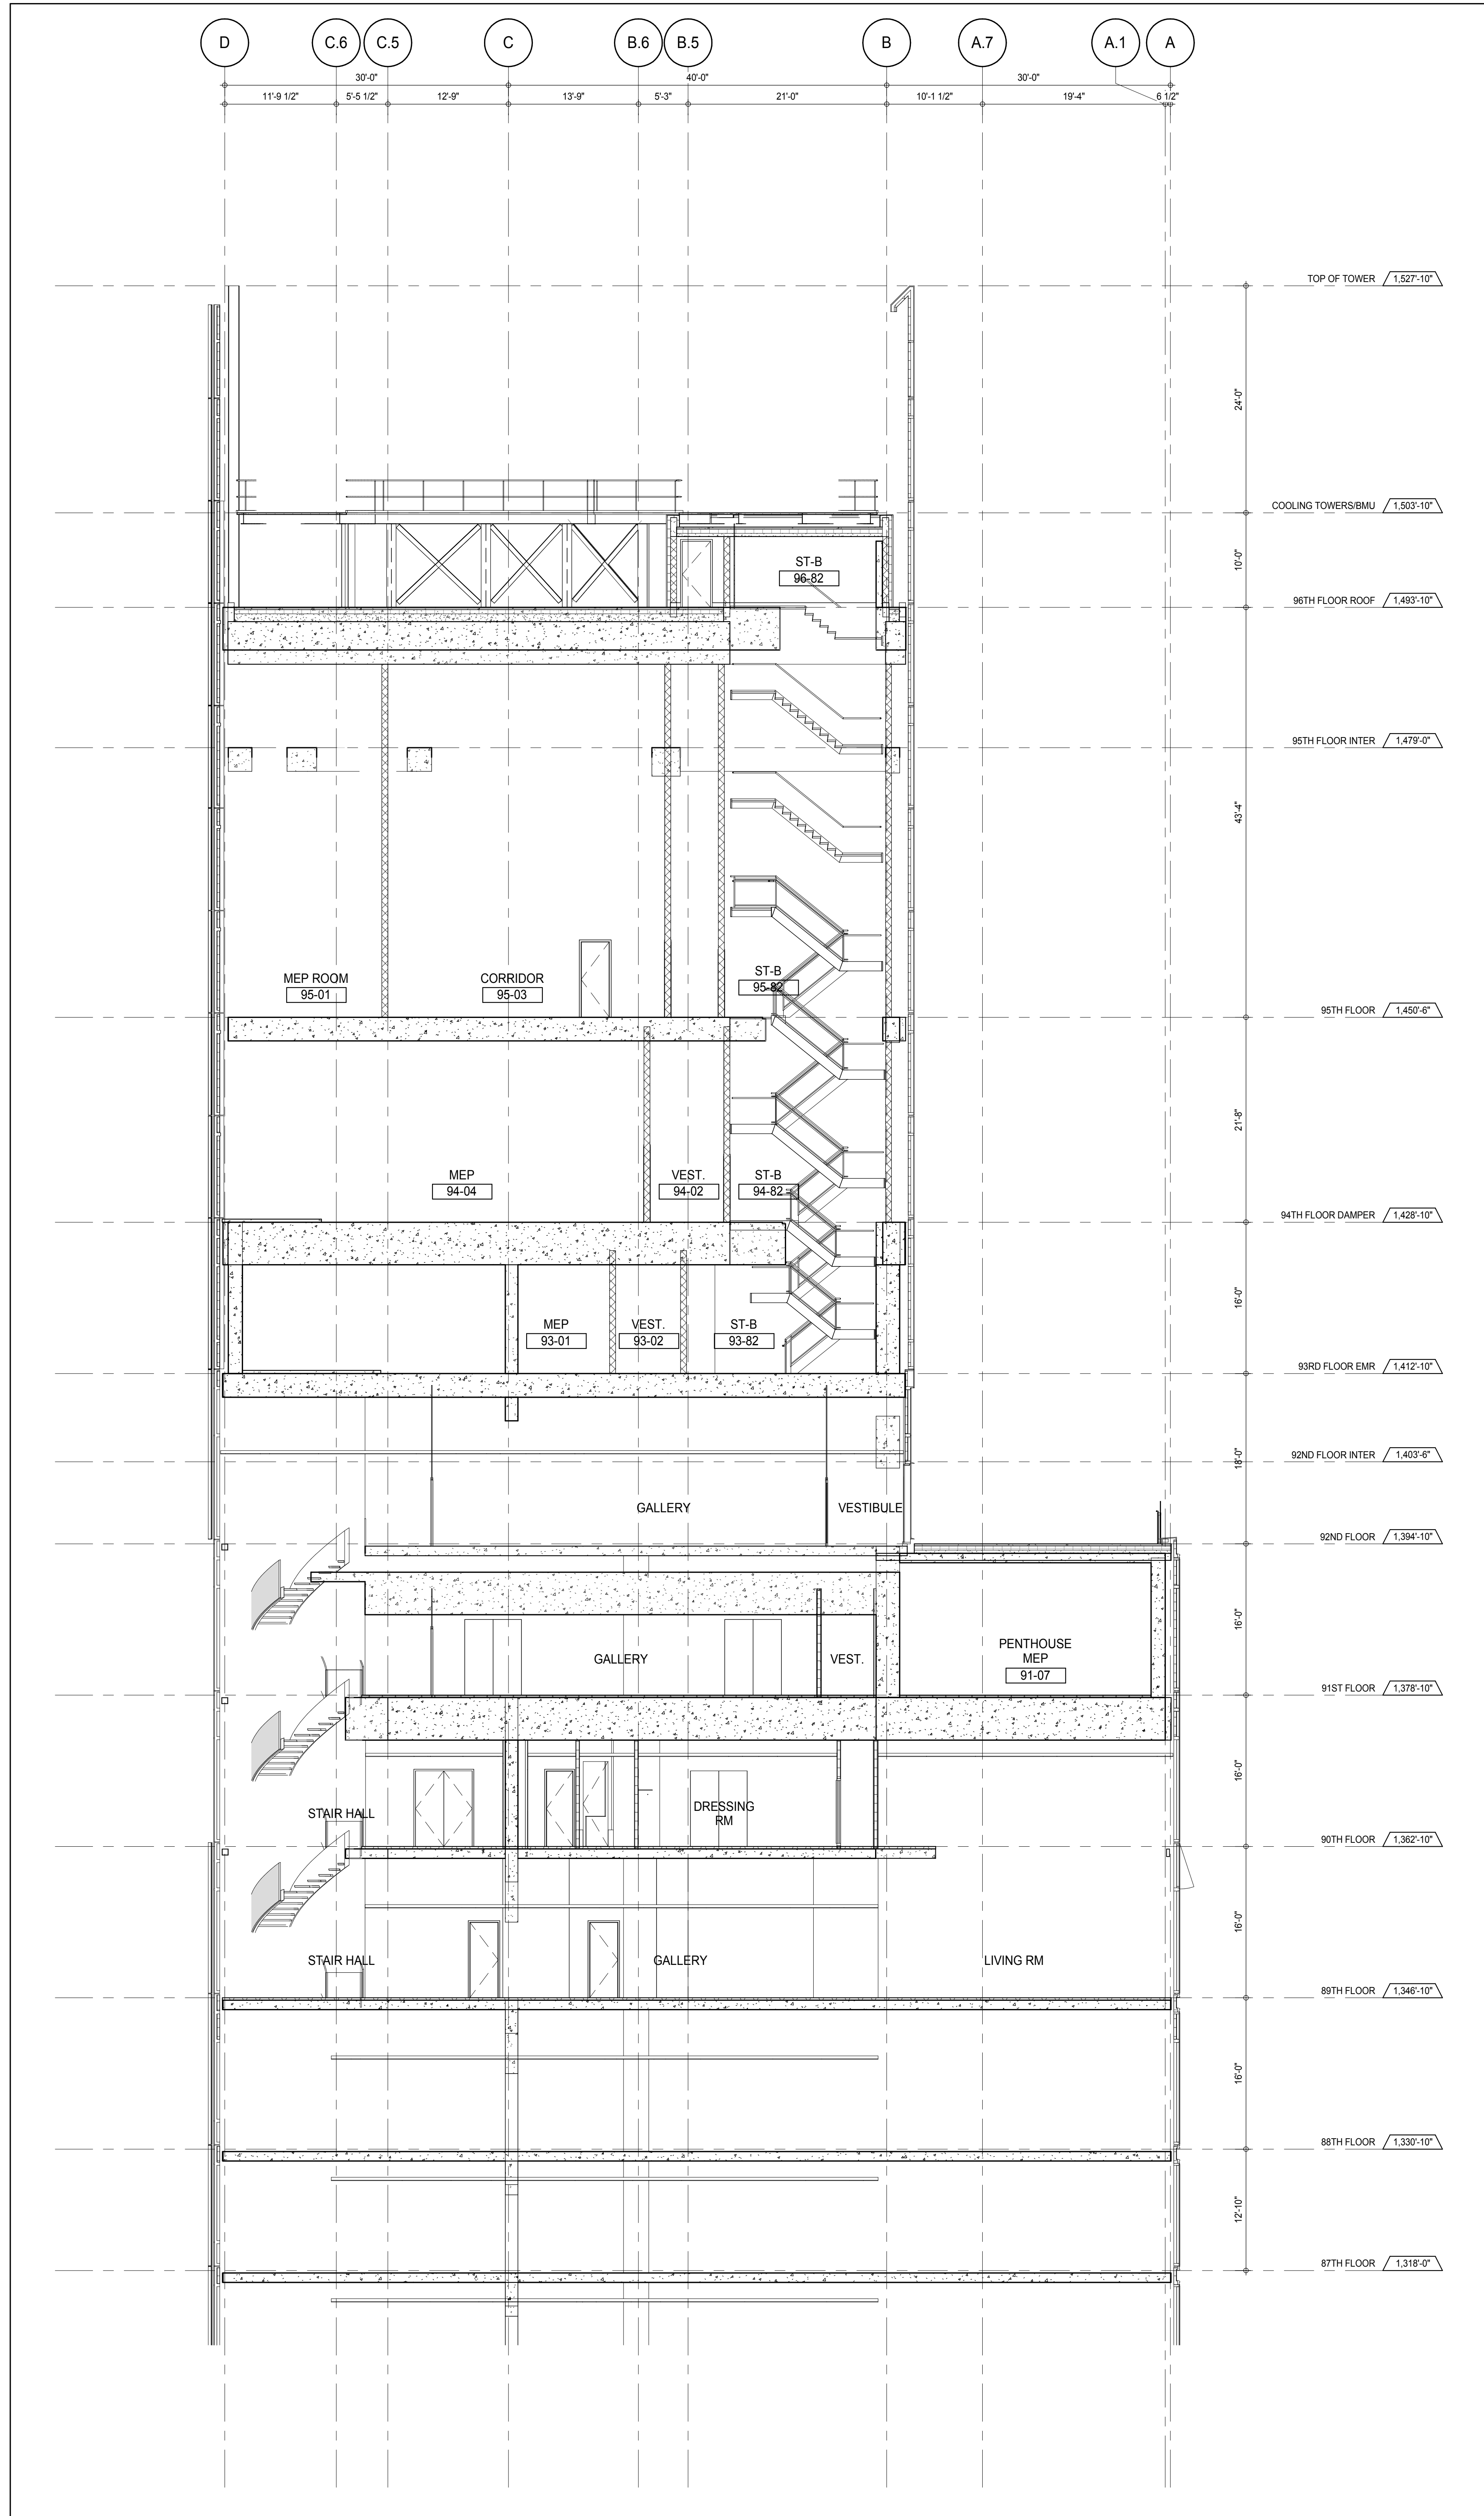 D
C.6
C.5
C
B.6
B.5
B
A.7
A.1
A
30'-0"
40'-0"
30'-0"
11'-9 1/2"
5'-5 1/2"
12'-9"
13'-9"
5'-3"
21'-0"
10'-1 1/2"
19'-4"
6 1/2"
TOP OF TOWER 1,527'-10"
24'-0"
COOLING TOWERS/BMU 1,503'-10"
ST-B
96-82
10'-0"
96TH FLOOR ROOF 1,493'-10"
95TH FLOOR INTER 1,479'-0"
43'-4"
MEP ROOM
95-01
CORRIDOR
95-03
ST-B
95-82
95TH FLOOR 1,450'-6"
21'-8"
MEP
94-04
VEST.
94-02
ST-B
94-82
94TH FLOOR DAMPER 1,428'-10"
16'-0"
MEP
93-01
VEST.
93-02
ST-B
93-82
93RD FLOOR EMR 1,412'-10"
18'-0"
92ND FLOOR INTER 1,403'-6"
GALLERY
VESTIBULE
92ND FLOOR 1,394'-10"
16'-0"
GALLERY
VEST.
PENTHOUSE
MEP
91-07
91ST FLOOR 1,378'-10"
16'-0"
STAIR HALL
DRESSING
RM
90TH FLOOR 1,362'-10"
16'-0"
STAIR HALL
GALLERY
LIVING RM
89TH FLOOR 1,346'-10"
16'-0"
88TH FLOOR 1,330'-10"
12'-10"
87TH FLOOR 1,318'-0"